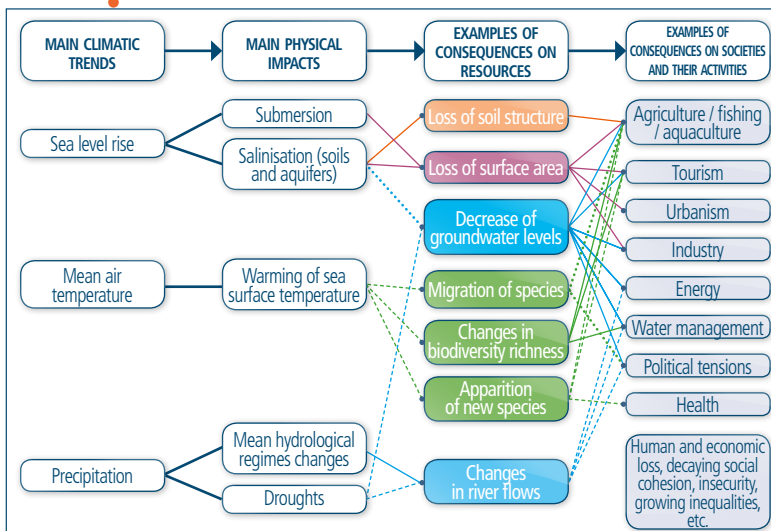 MAIN CLIMATIC
TRENDS
MAIN PHYSICAL
IMPACTS
EXAMPLES OF
CONSEQUENCES ON
RESOURCES
EXAMPLES OF
CONSEQUENCES ON SOCIETIES
AND THEIR ACTIVITIES
Sea level rise
Submersion
Salinisation (soils
and aquifers)
Loss of soil structure
Loss of surface area
Decrease of
groundwater levels
Agriculture / fishing
/ aquaculture
Tourism
Urbanism
Industry
Mean air
temperature
Warming of sea
surface temperature
Migration of species
Changes in
biodiversity richness
Apparition
of new species
Energy
Water management
Political tensions
Health
Precipitation
Mean hydrological
regimes changes
Droughts
Changes
in river flows
Human and economic
loss, decaying social
cohesion, insecurity,
growing inequalities,
etc.